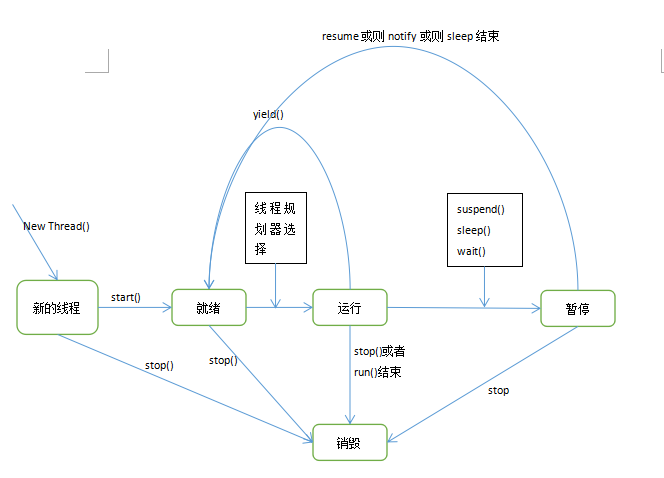 resume 或则 notify 或则 sleep 结束
yield()
线程规
划器选
择
suspend()
sleep()
wait()
New Thread()
新的线程
start()
就绪
运行
暂停
stop()
stop()
stop()或者
run()结束
stop
销毁